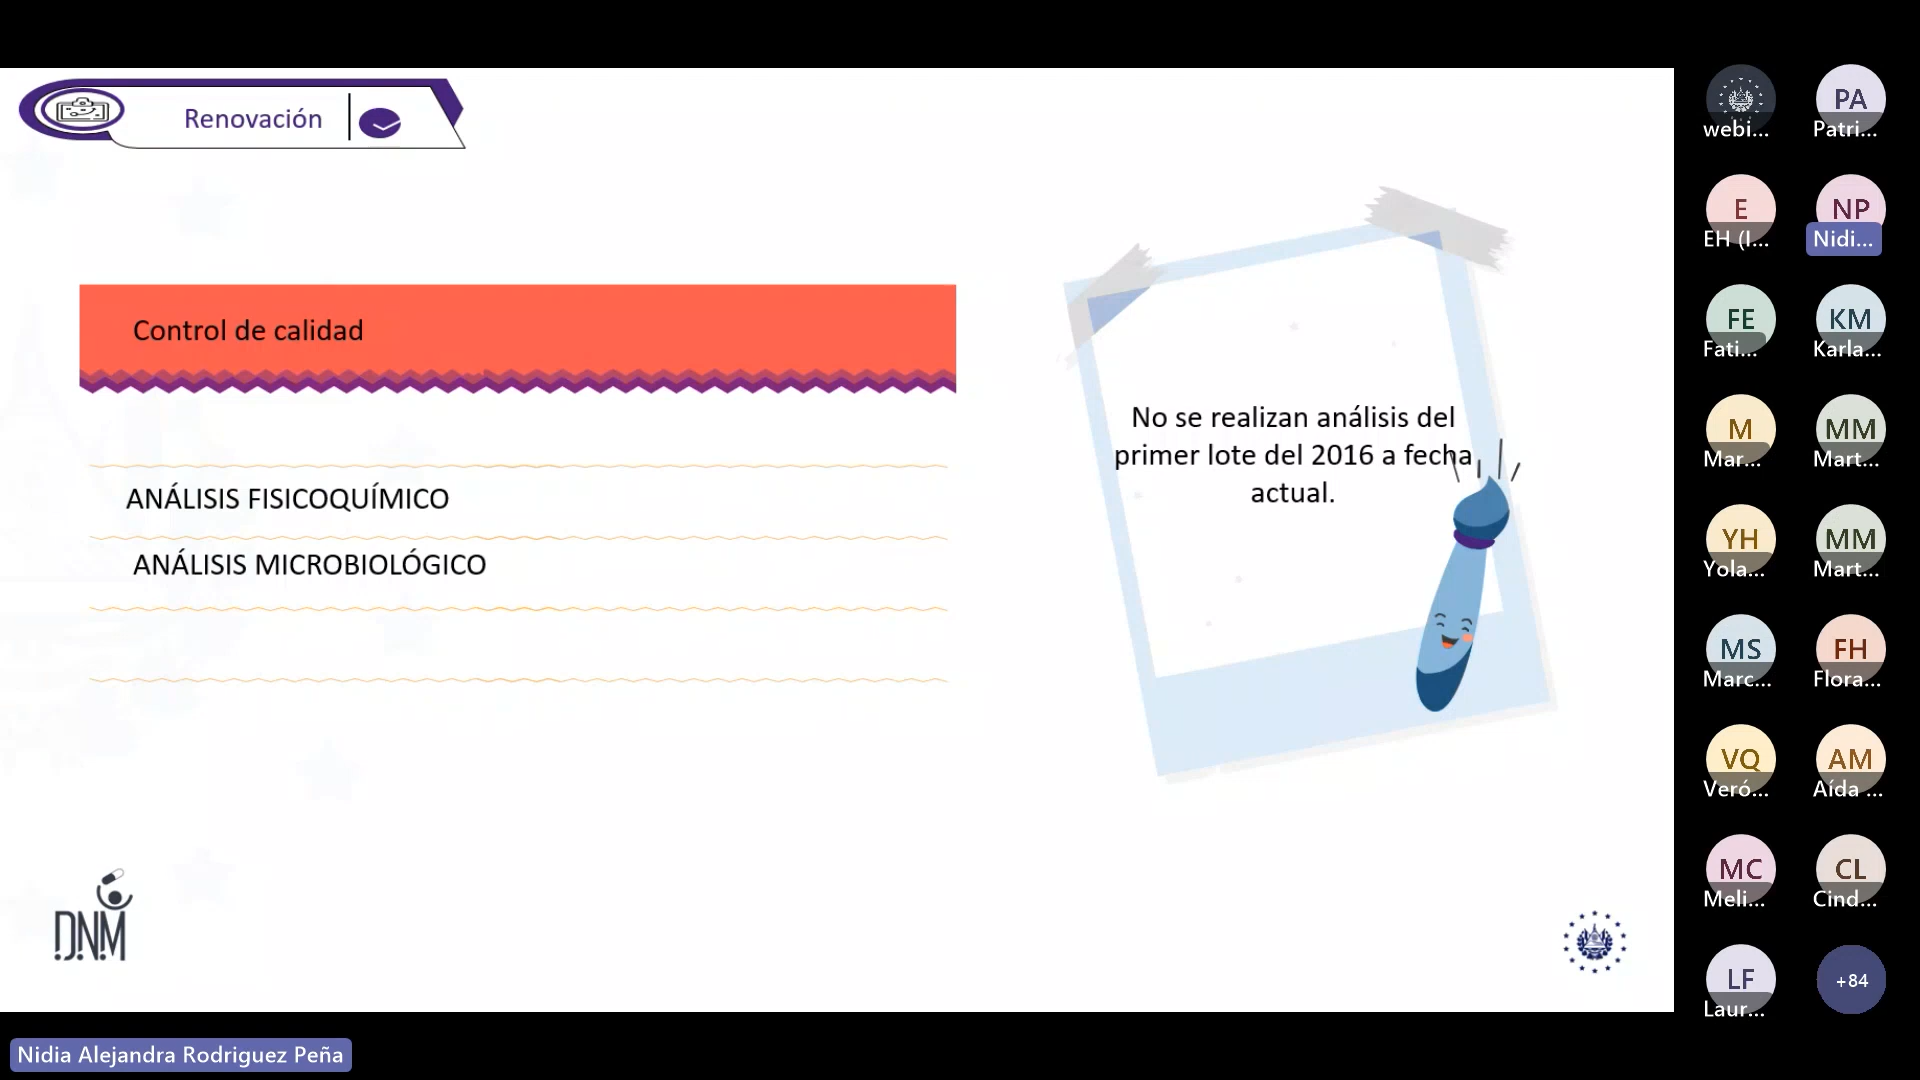 Renovación
Control de calidad
ANÁLISIS FISICOQUÍMICO
ANÁLISIS MICROBIOLÓGICO
No se realizan análisis del
primer lote del 2016 a fecha
actual.
DNM
webi...
PA
Patri...
E
EH (I...
NP
Nidi...
FE
Fati...
KM
Karla...
M
Mar...
MM
Mart...
YH
Yola...
MM
Mart...
MS
Marc...
FH
Flora...
VQ
Veró...
AM
Aída ...
MC
Meli...
CL
Cind...
LF
Laur...
+84
Nidia Alejandra Rodriguez Peña